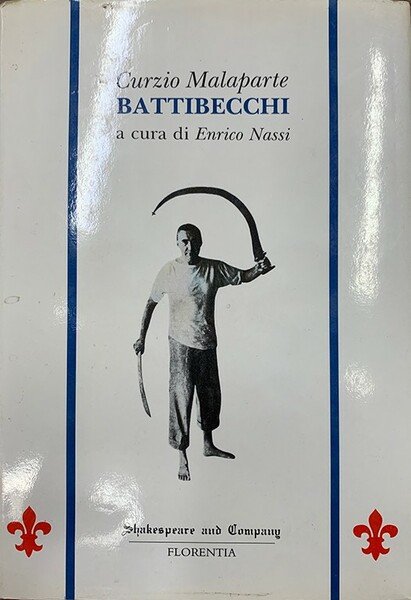 Curzio Malaparte
BATTIBECCHI
a cura di Enrico Nassi
Shakespeare and Company
FLORENTIA